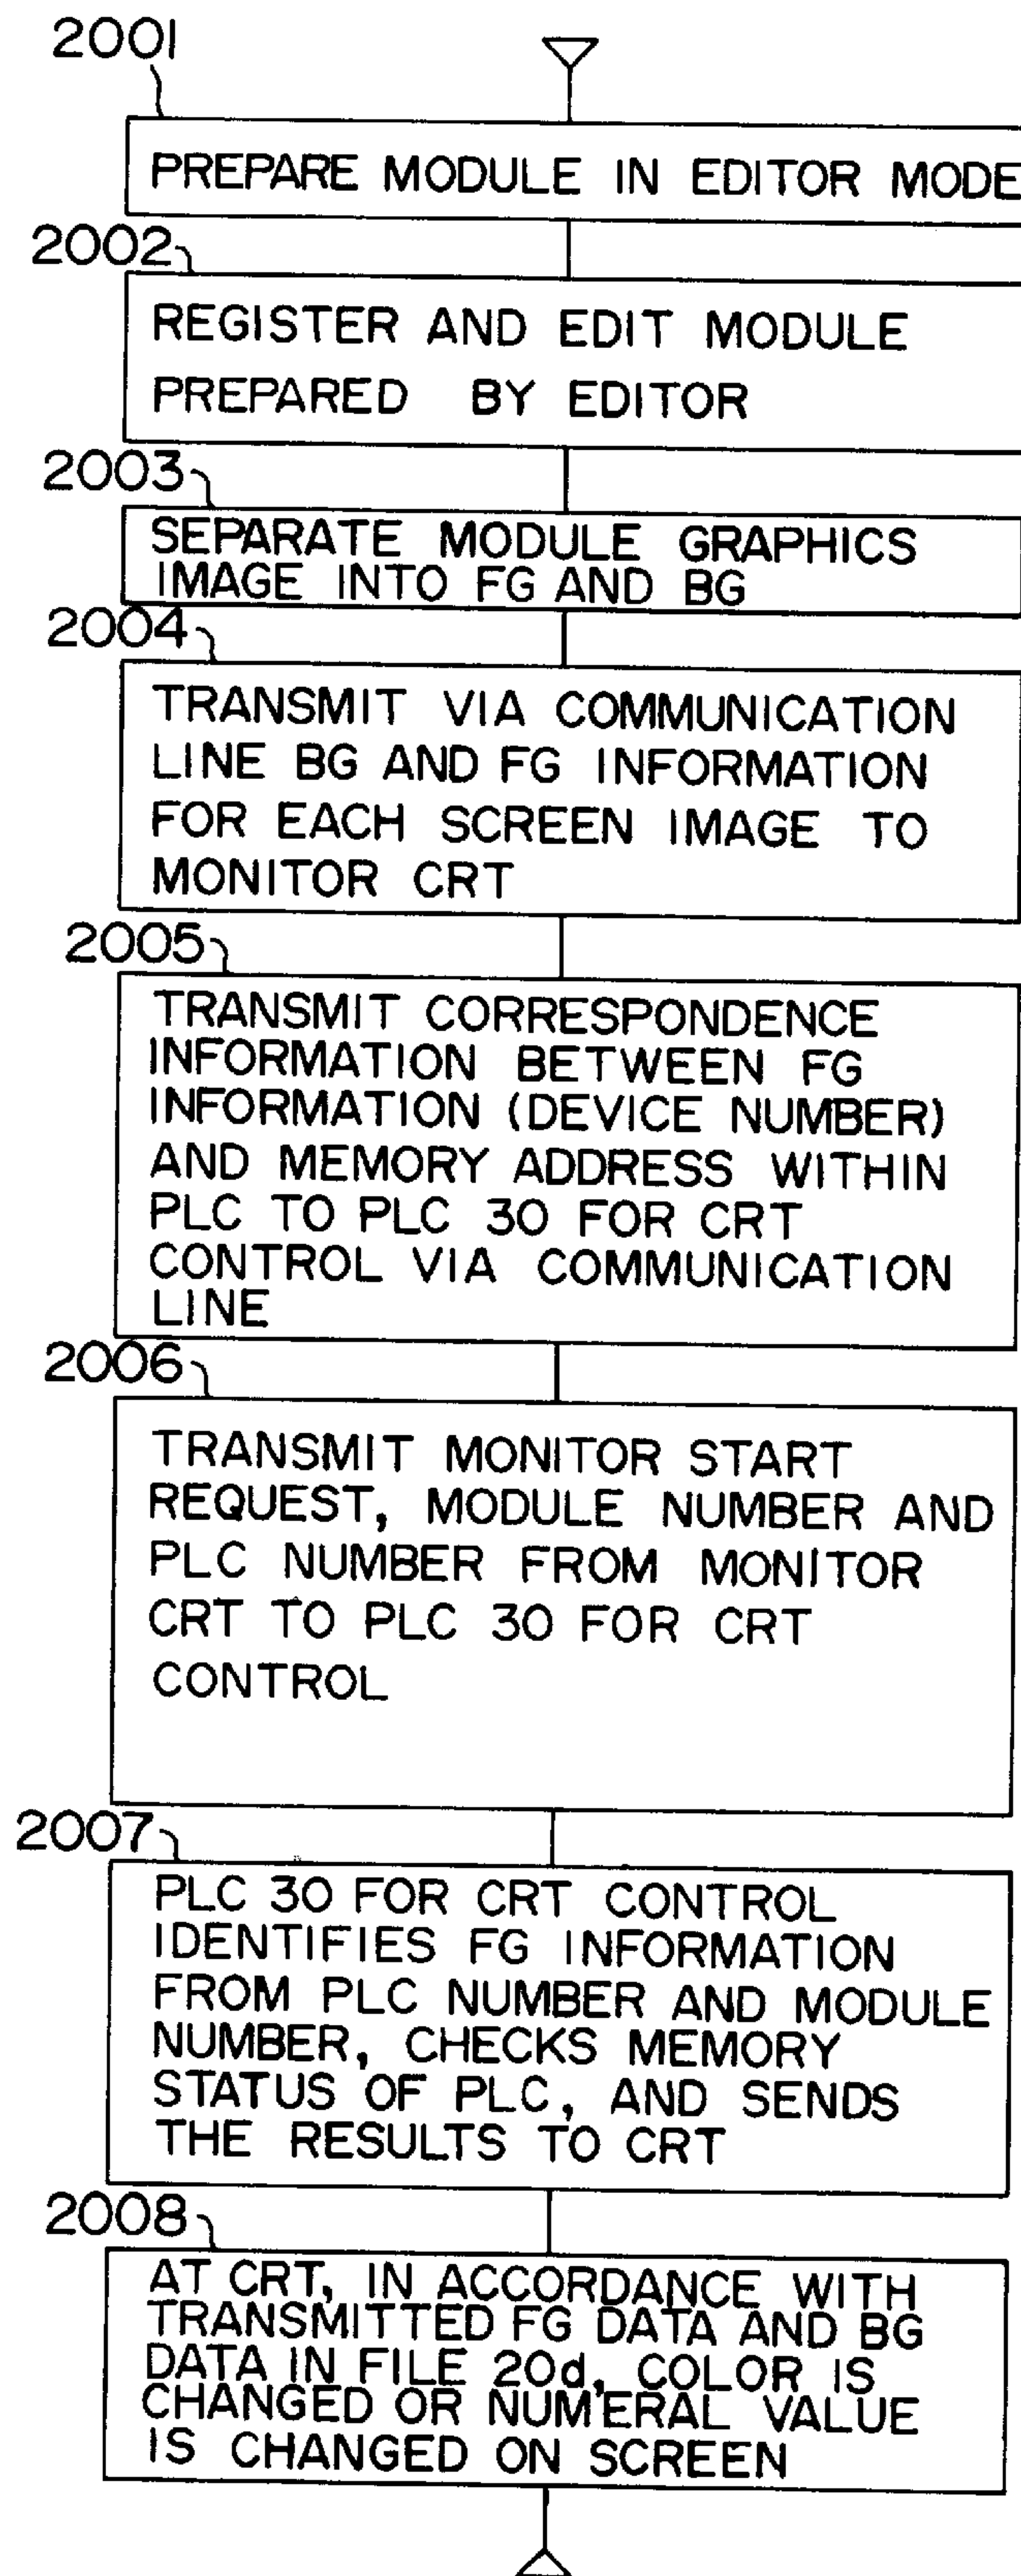 2001
PREPARE MODULE IN EDITOR MODE
2002
REGISTER AND EDIT MODULE
PREPARED BY EDITOR
2003
SEPARATE MODULE GRAPHICS
IMAGE INTO FG AND BG
2004
TRANSMIT VIA COMMUNICATION
LINE BG AND FG INFORMATION
FOR EACH SCREEN IMAGE TO
MONITOR CRT
2005
TRANSMIT CORRESPONDENCE
INFORMATION BETWEEN FG
INFORMATION (DEVICE NUMBER)
AND MEMORY ADDRESS WITHIN
PLC TO PLC 30 FOR CRT
CONTROL VIA COMMUNICATION
LINE
2006
TRANSMIT MONITOR START
REQUEST, MODULE NUMBER AND
PLC NUMBER FROM MONITOR
CRT TO PLC 30 FOR CRT
CONTROL
2007
PLC 30 FOR CRT CONTROL
IDENTIFIES FG INFORMATION
FROM PLC NUMBER AND MODULE
NUMBER, CHECKS MEMORY
STATUS OF PLC, AND SENDS
THE RESULTS TO CRT
2008
AT CRT, IN ACCORDANCE WITH
TRANSMITTED FG DATA AND BG
DATA IN FILE 20d, COLOR IS
CHANGED OR NUMERAL VALUE
IS CHANGED ON SCREEN